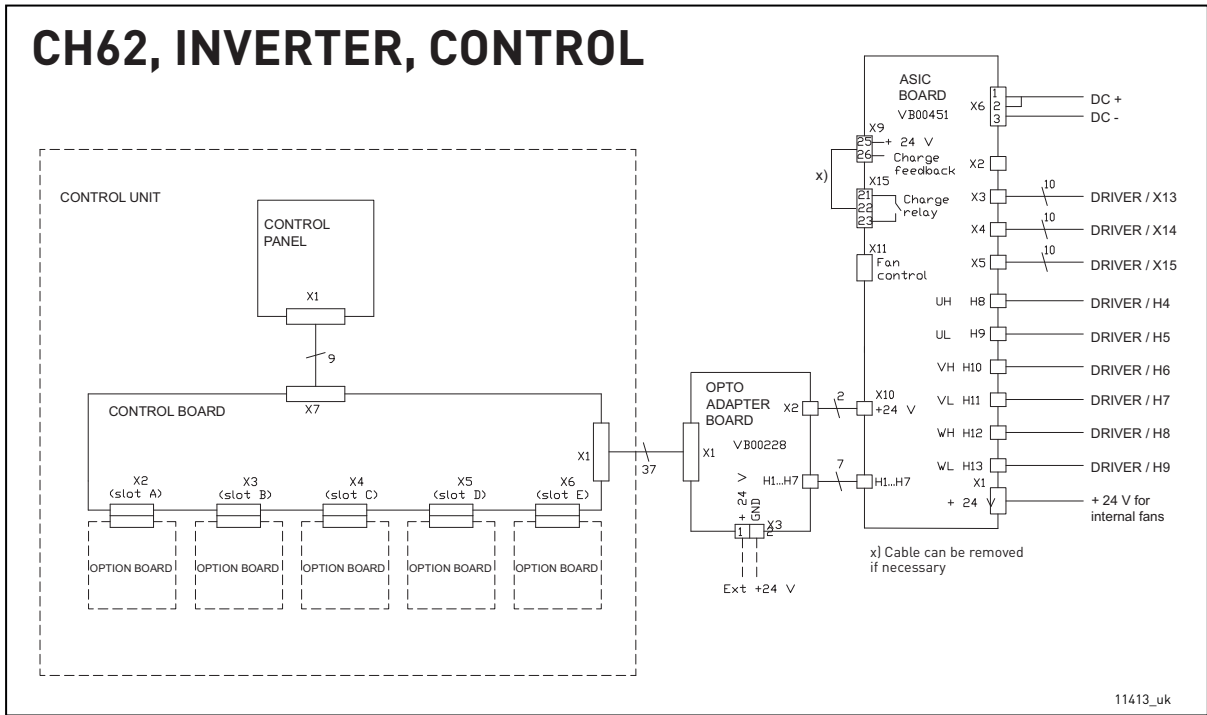 CH62, INVERTER, CONTROL
CONTROL UNIT
CONTROL
PANEL
X1
9
X7
CONTROL BOARD
X1
37
X2
(slot A)
X3
(slot B)
X4
(slot C)
X5
(slot D)
X6
(slot E)
OPTION BOARD
OPTION BOARD
OPTION BOARD
OPTION BOARD
OPTION BOARD
OPTO
ADAPTER
BOARD
VB00228
X1
X2
2
H1...H7
7
+ 24 V
GND
X3
1
2
Ext +24 V
ASIC
BOARD
VB00451
X6
1
2
3
DC +
DC -
X9
25
+ 24 V
26
Charge
feedback
x)
X15
21
22
23
Charge
relay
X11
Fan
control
X10
+24 V
H1...H7
X2
X3
10
DRIVER / X13
X4
10
DRIVER / X14
X5
10
DRIVER / X15
UH H8
DRIVER / H4
UL H9
DRIVER / H5
VH H10
DRIVER / H6
VL H11
DRIVER / H7
WH H12
DRIVER / H8
WL H13
DRIVER / H9
X1
+ 24 V
+ 24 V for
internal fans
x) Cable can be removed
if necessary
11413_uk